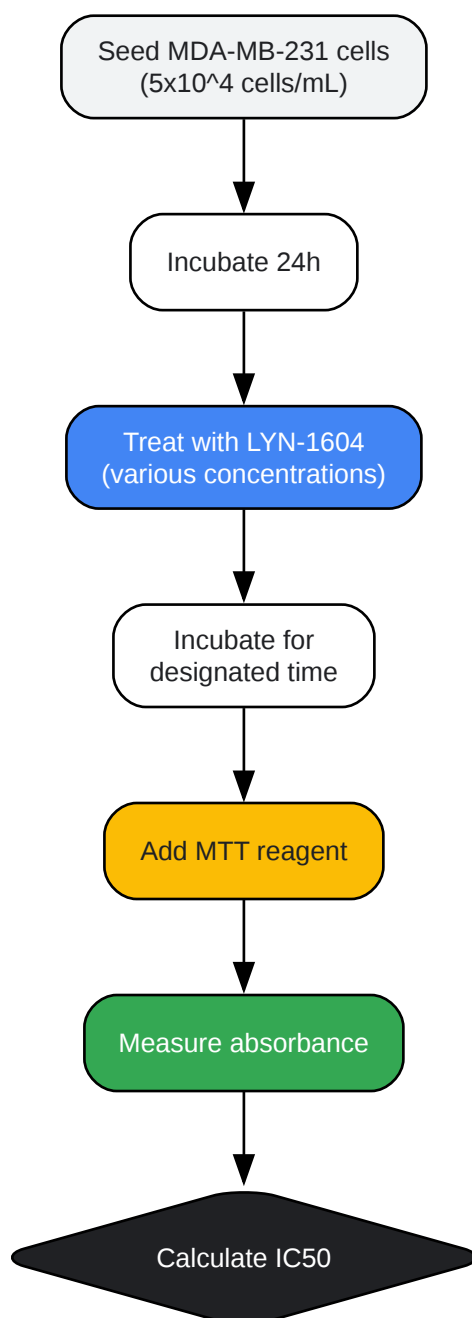 Seed MDA-MB-231 cells
(5x10^4 cells/mL)
Incubate 24h
Treat with LYN-1604
(various concentrations)
Incubate for
designated time
Add MTT reagent
Measure absorbance
Calculate IC50